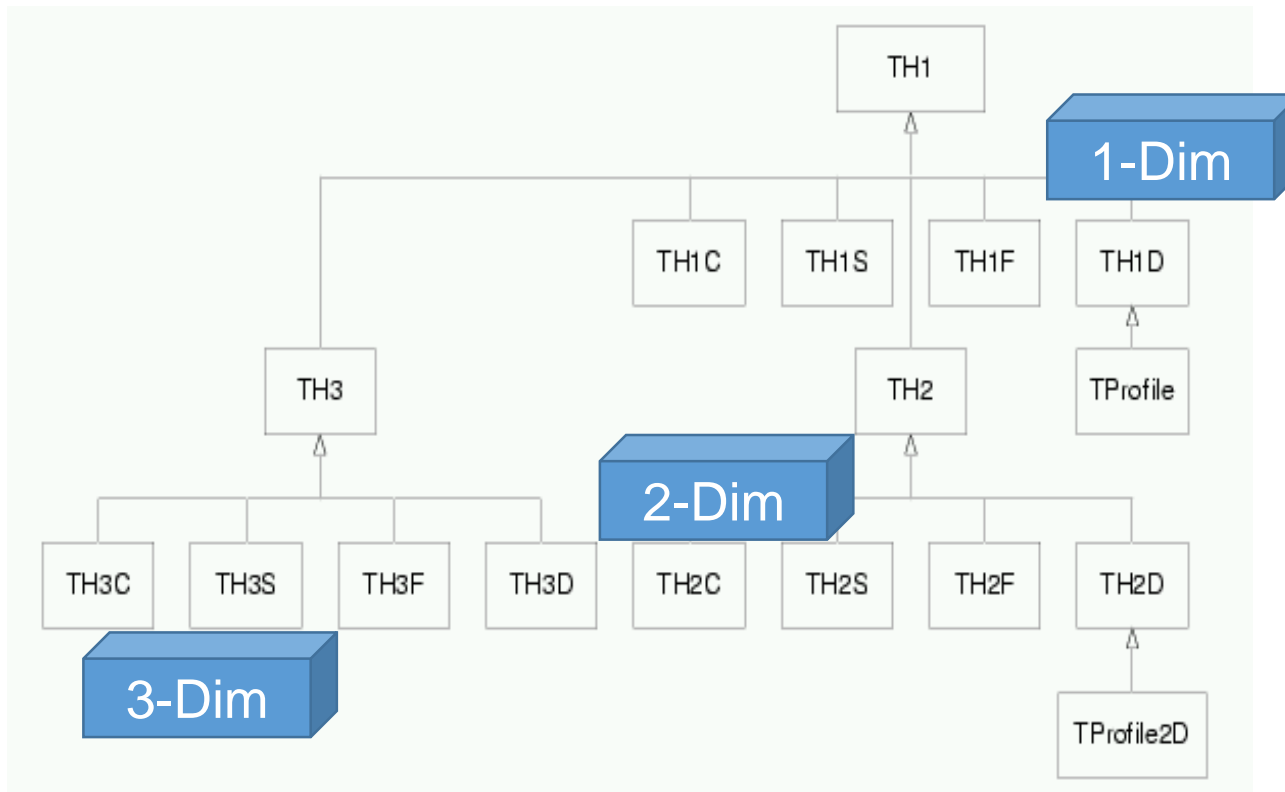 TH1
1-Dim
TH1C
TH1S
TH1F
TH1D
TH3
TH2
TProfile
2-Dim
TH3C
TH3S
TH3F
TH3D
TH2C
TH2S
TH2F
TH2D
3-Dim
TProfile2D